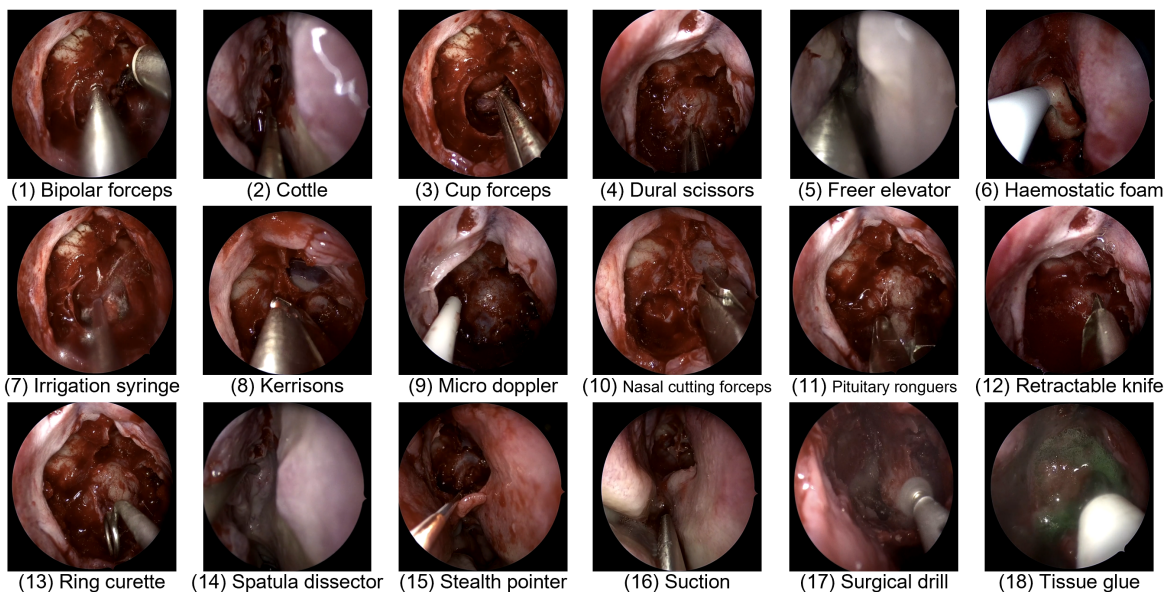 (1) Bipolar forceps
(2) Cottle
(3) Cup forceps
(4) Dural scissors
(5) Freer elevator
(6) Haemostatic foam
(7) Irrigation syringe
(8) Kerrisons
(9) Micro doppler
(10) Nasal cutting forceps
(11) Pituitary ronguers
(12) Retractable knife
(13) Ring curette
(14) Spatula dissector
(15) Stealth pointer
(16) Suction
(17) Surgical drill
(18) Tissue glue